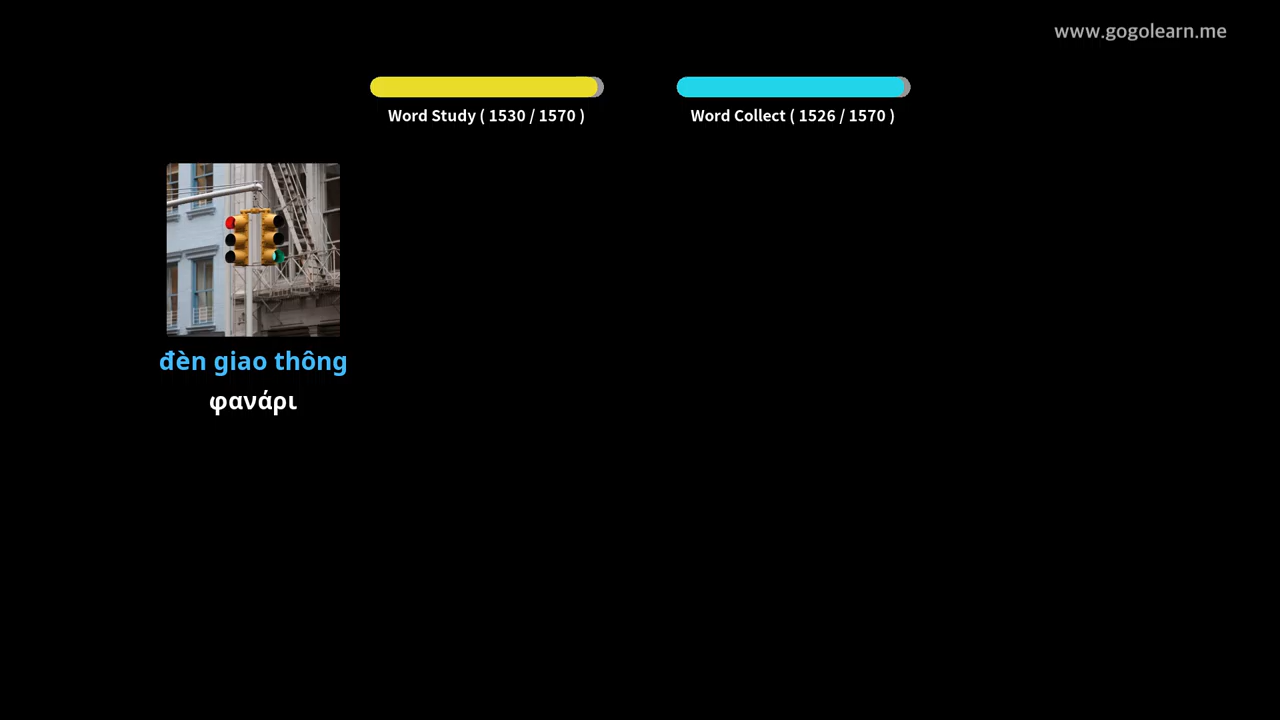 www.gogolearn.me
Word Study ( 1530 / 1570 )
Word Collect ( 1526 / 1570 )
đèn giao thông
φανάρι